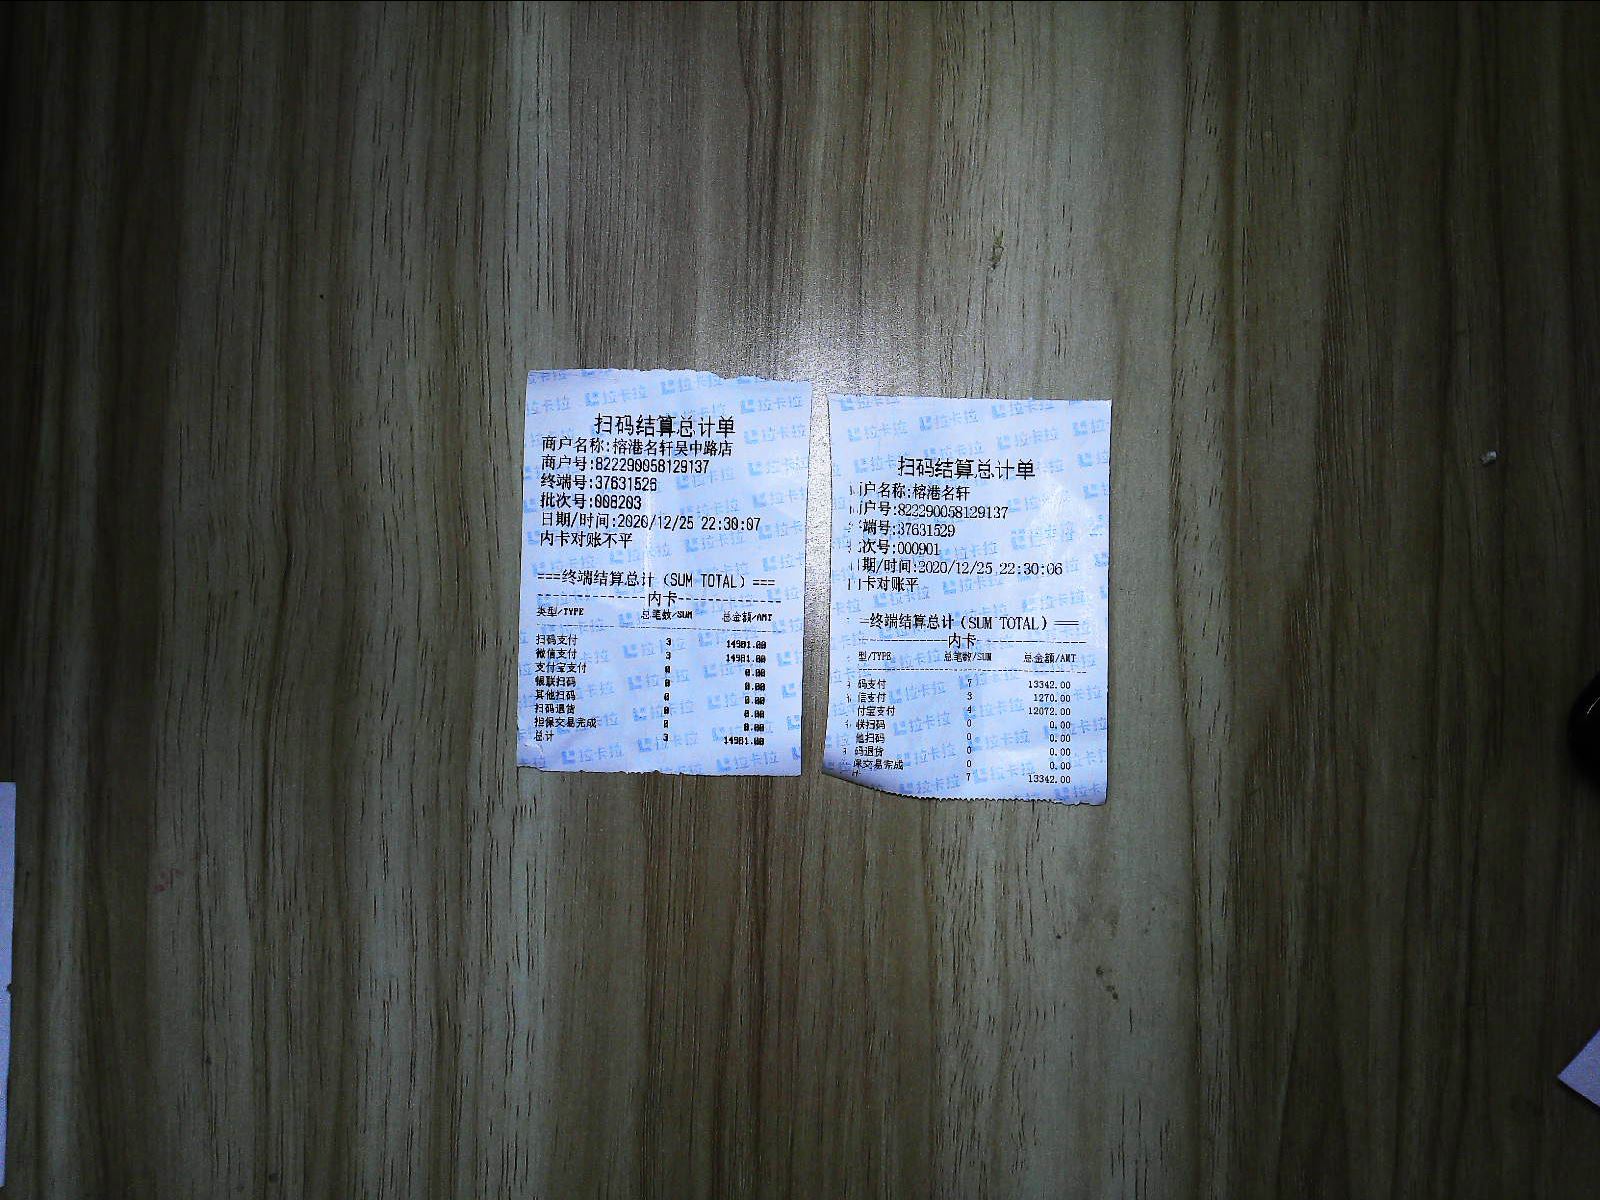 扫码结算总计单
商户名称:榕港名轩吴中路店
商户号:822290058129137
终端号:37631526
批次号:008203
日期/时间:2020/12/25 22:30:07
内卡对账不平
===终端结算总计(SUM TOTAL)===
内卡
类型/TYPE 总笔数/SUM 总金额/AMT
扫码支付 3 14901.00
微信支付 3 14901.00
支付宝支付 0 0.00
银联扫码 0 0.00
其他扫码 0 0.00
扫码退货 0 0.00
担保交易完成 0 0.00
总计 3 14901.00
扫码结算总计单
户名称:榕港名轩
户号:822290058129137
端号:37631529
次号:000901
期/时间:2020/12/25 22:30:06
卡对账平
终端结算总计(SUM TOTAL)===
内卡
型/TYPE 总笔数/SUM 总金额/AMT
码支付 7 13342.00
信支付 3 1270.00
付宝支付 4 12072.00
联扫码 0 0.00
他扫码 0 0.00
码退货 0 0.00
保交易完成 0 0.00
计 7 13342.00
拉卡拉